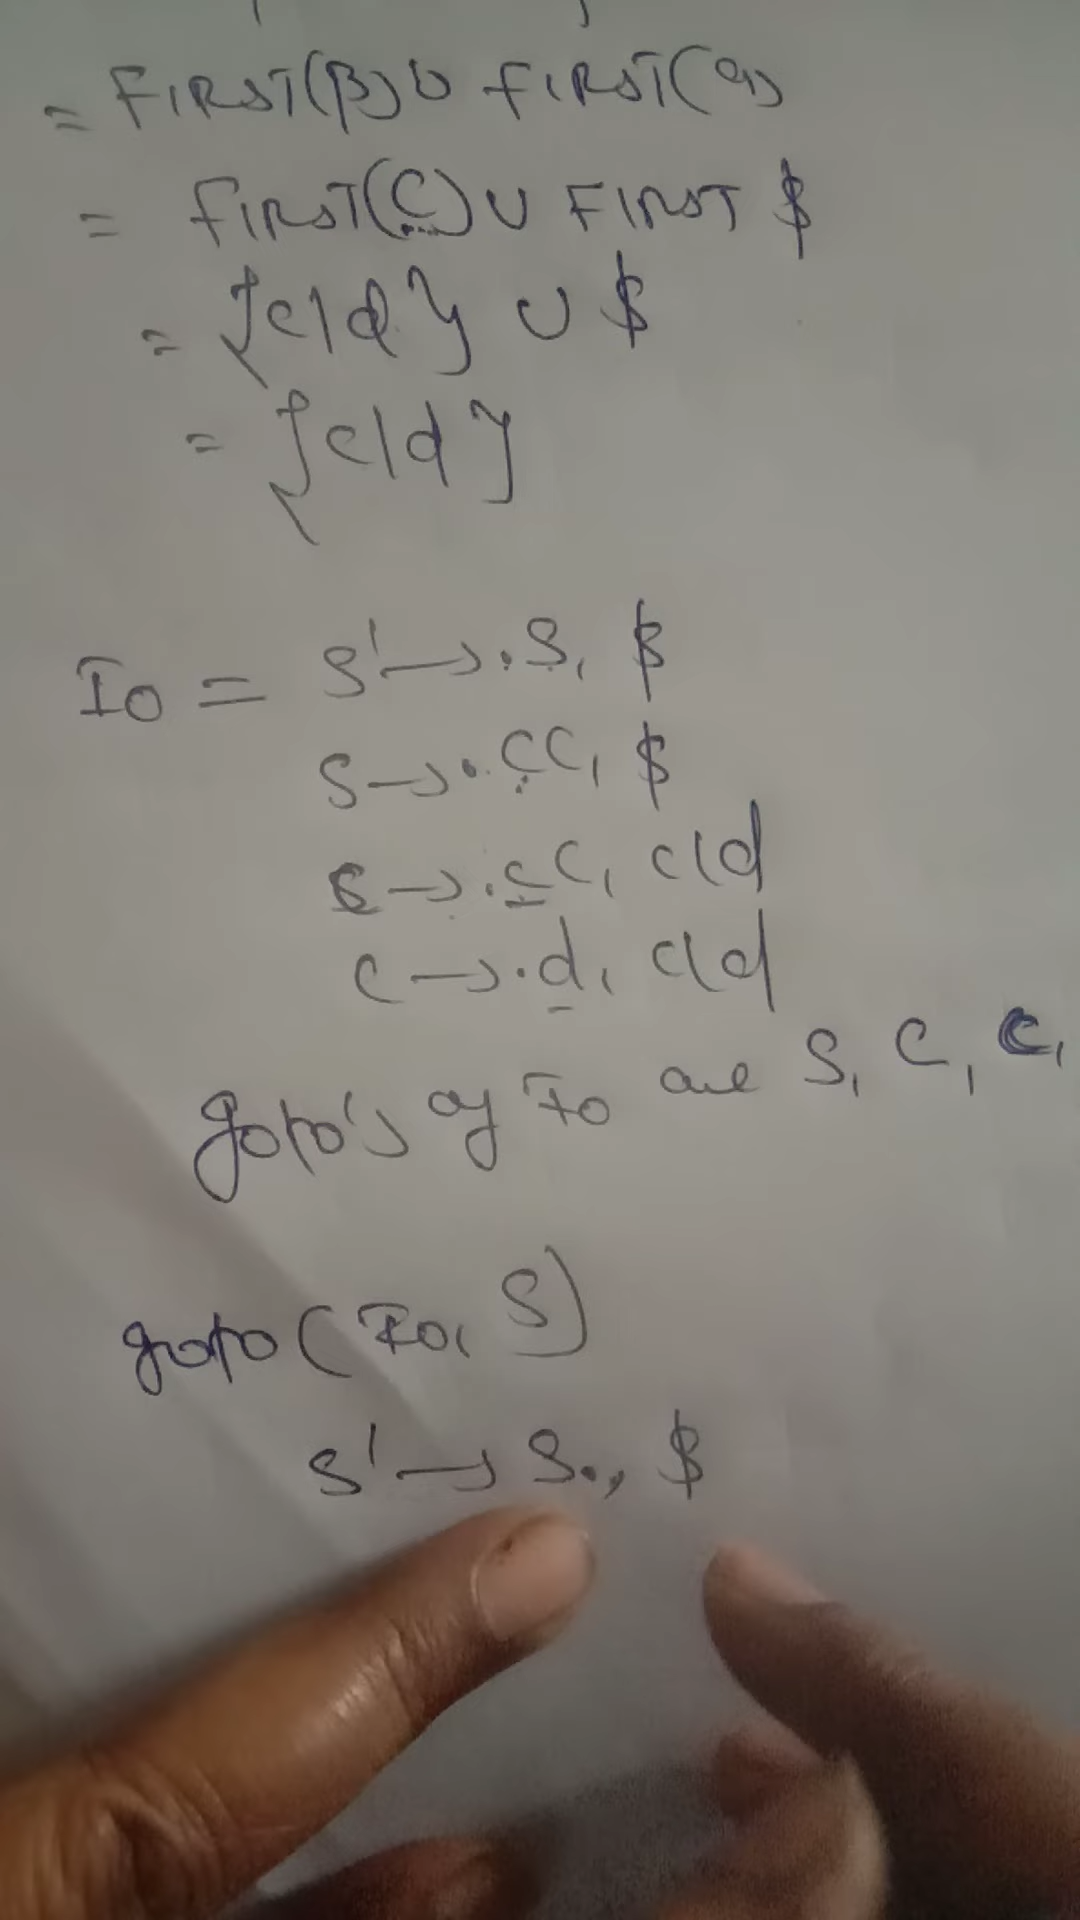 = FIRST(β) ∪ FIRST(a)
= FIRST(C) ∪ FIRST $
= {c|d} ∪ $
= {c|d}
I0 = S' → .S, $
S → .CC, $
C → .cC, c|d
C → .d, c|d
goto's of I0 are S, C, c,
goto(I0, S)
S' → S., $